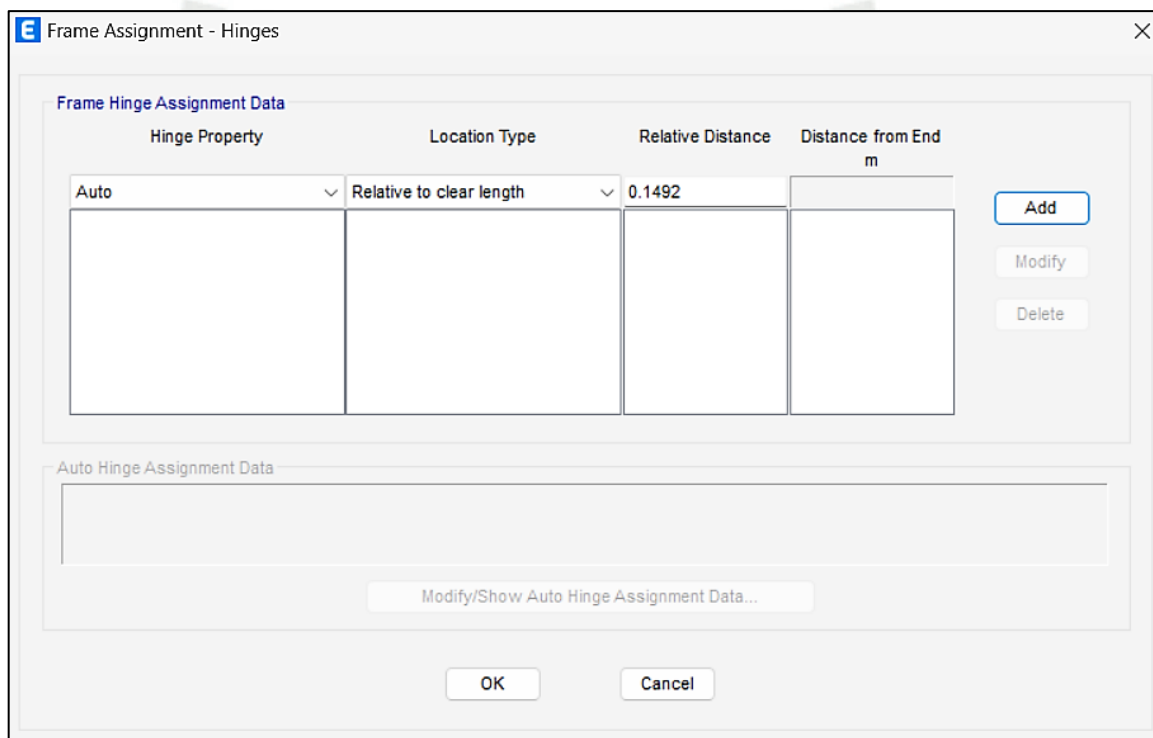 E Frame Assignment - Hinges
Frame Hinge Assignment Data
Hinge Property Location Type Relative Distance Distance from End
m
Auto Relative to clear length 0.1492
Add
Modify
Delete
Auto Hinge Assignment Data
Modify/Show Auto Hinge Assignment Data...
OK Cancel